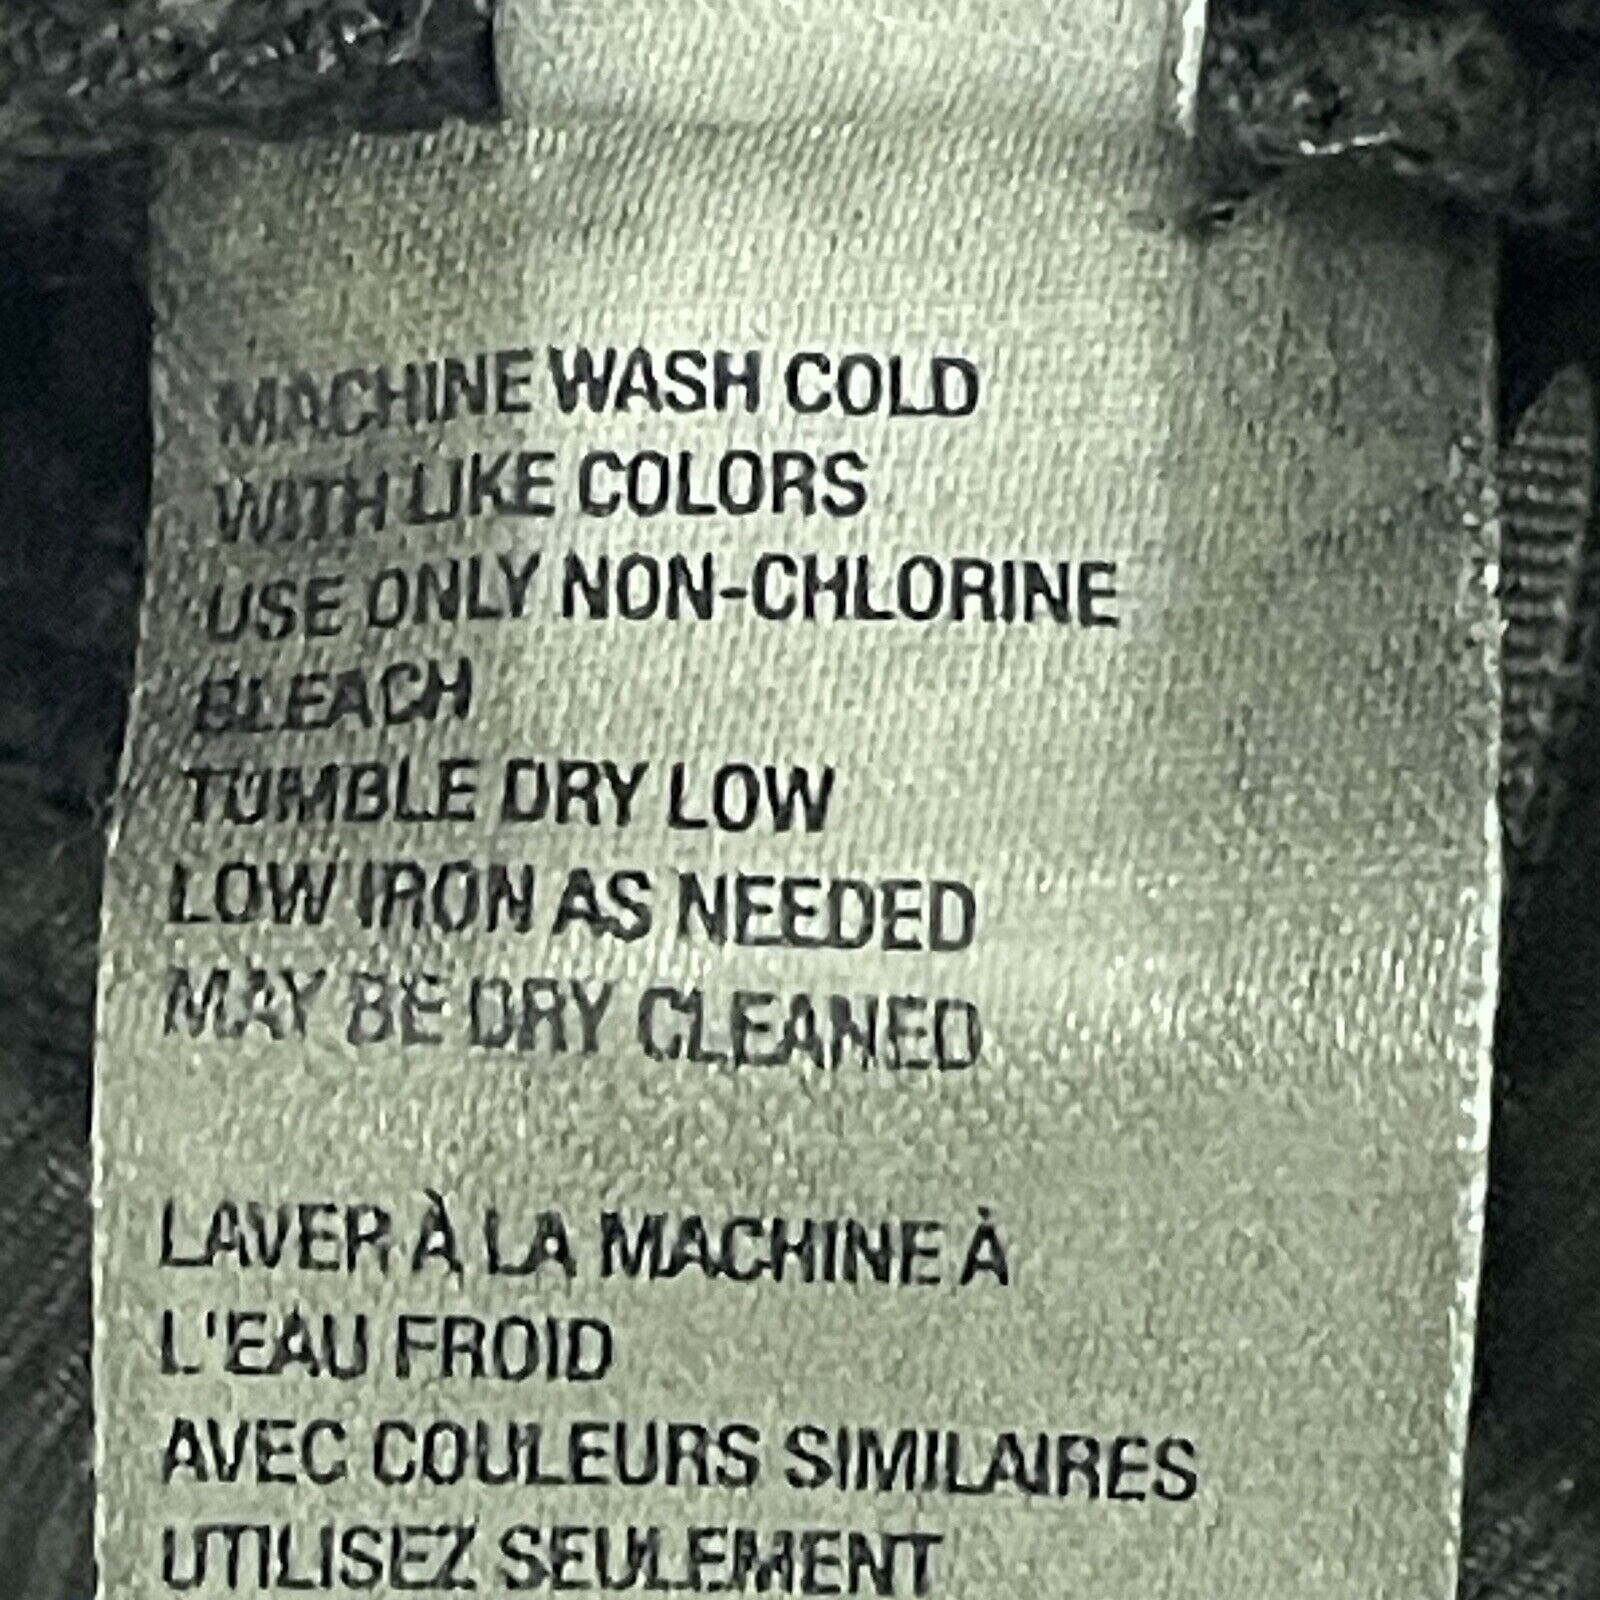 MACHINE WASH COLD
WITH LIKE COLORS
USE ONLY NON-CHLORINE
BLEACH
TUMBLE DRY LOW
LOW IRON AS NEEDED
MAY BE DRY CLEANED
LAVER À LA MACHINE À
L'EAU FROID
AVEC COULEURS SIMILAIRES
UTILISEZ SEULEMENT